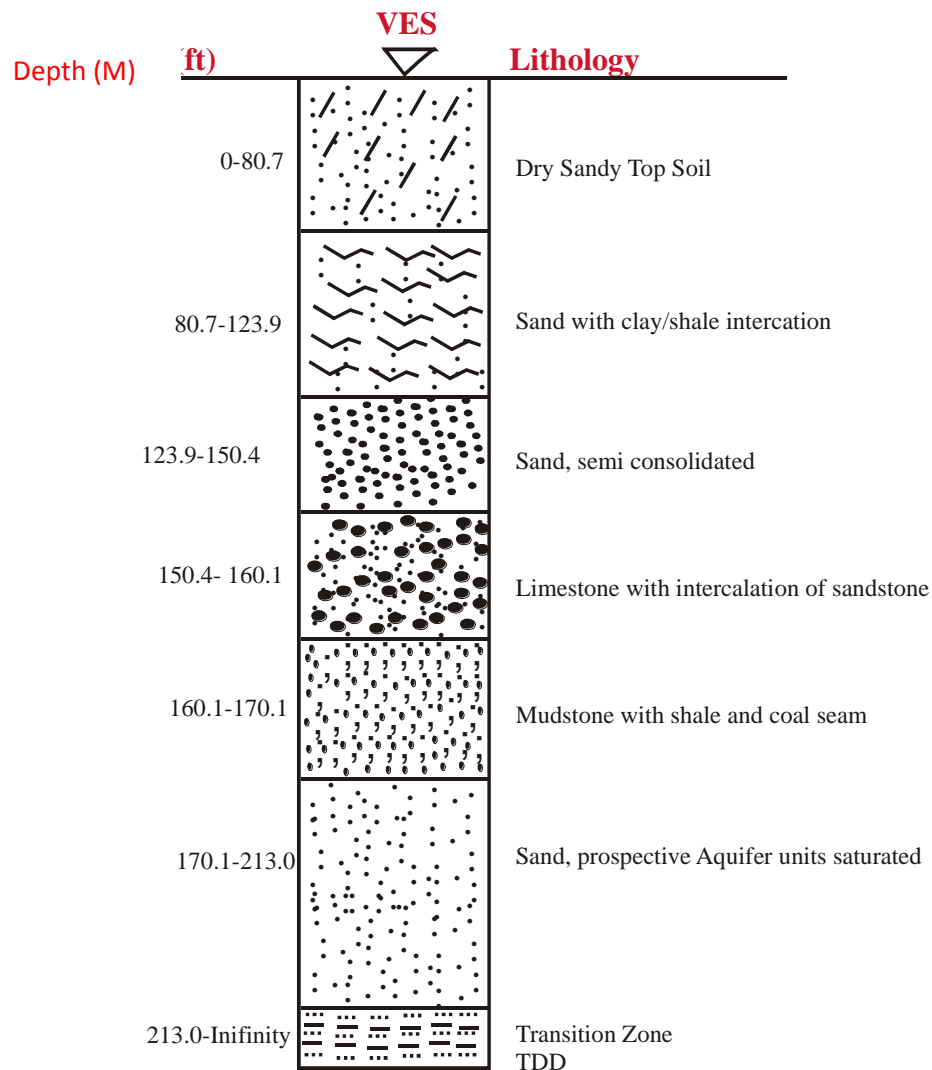 VES
Depth (M) (ft) Lithology
0-80.7 Dry Sandy Top Soil
80.7-123.9 Sand with clay/shale intercation
123.9-150.4 Sand, semi consolidated
150.4- 160.1 Limestone with intercalation of sandstone
160.1-170.1 Mudstone with shale and coal seam
170.1-213.0 Sand, prospective Aquifer units saturated
213.0-Inifinity Transition Zone
TDD